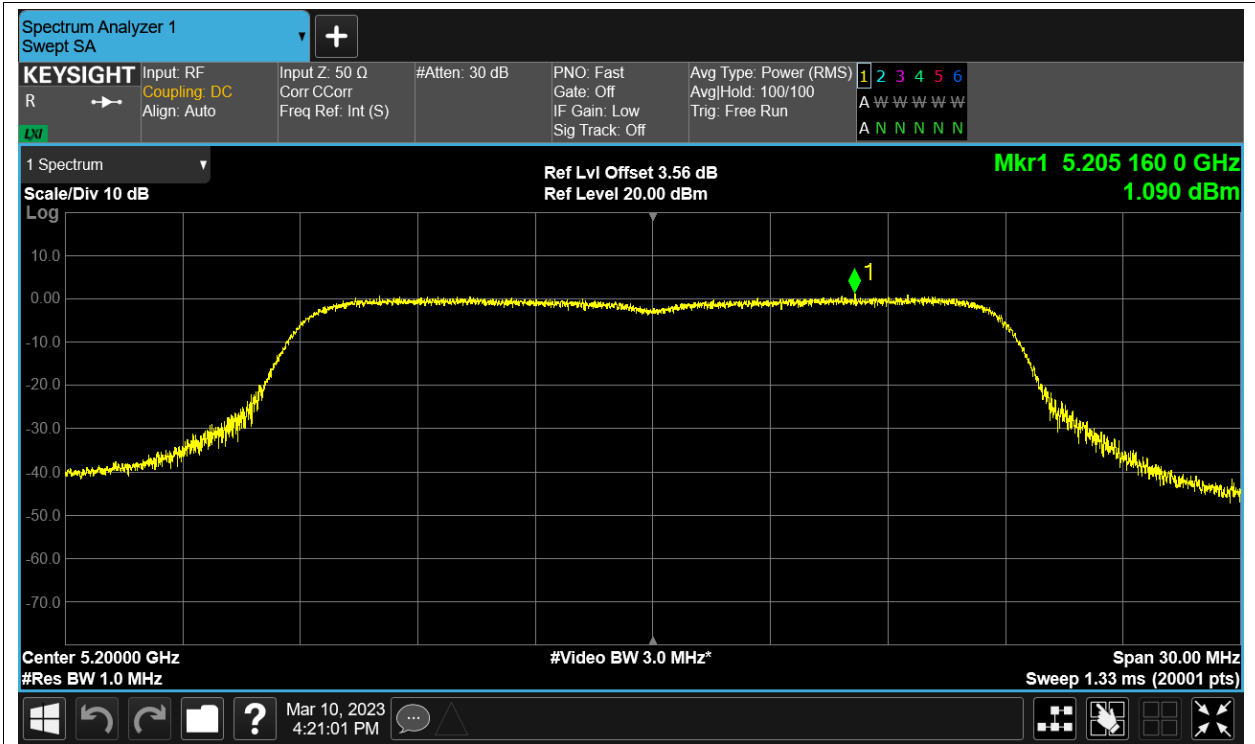 Spectrum Analyzer 1
Swept SA
KEYSIGHT
R
LXI
Input: RF
Coupling: DC
Align: Auto
Input Z: 50 Ω
Corr CCorr
Freq Ref: Int (S)
#Atten: 30 dB
PNO: Fast
Gate: Off
IF Gain: Low
Sig Track: Off
Avg Type: Power (RMS)
Avg|Hold: 100/100
Trig: Free Run
1 2 3 4 5 6
A W W W W W
A N N N N N
1 Spectrum
Scale/Div 10 dB
Log
Ref Lvl Offset 3.56 dB
Ref Level 20.00 dBm
Mkr1 5.205 160 0 GHz
1.090 dBm
1
10.0
0.00
-10.0
-20.0
-30.0
-40.0
-50.0
-60.0
-70.0
Center 5.20000 GHz
#Res BW 1.0 MHz
#Video BW 3.0 MHz*
Span 30.00 MHz
Sweep 1.33 ms (20001 pts)
?
Mar 10, 2023
4:21:01 PM